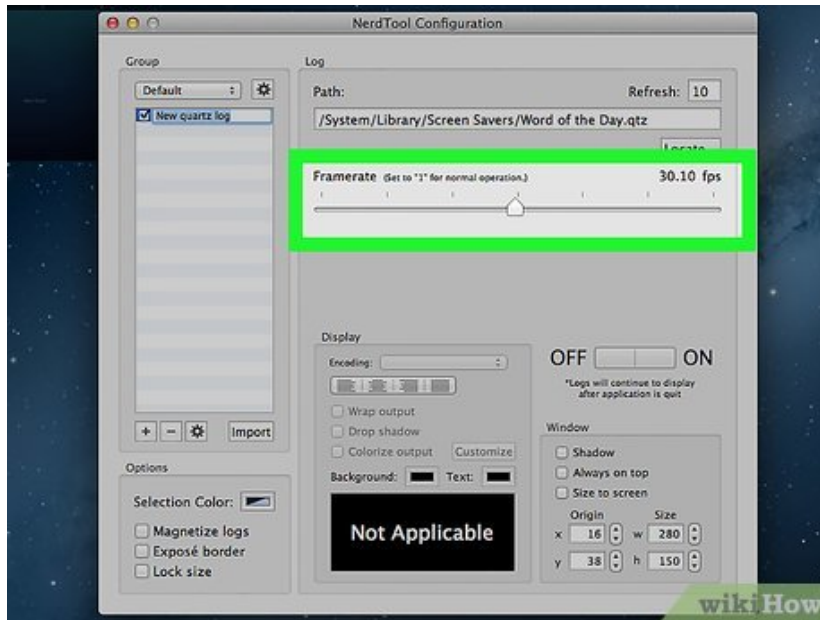 NerdTool Configuration
Group
Default
New quartz log
Import
Options
Selection Color:
Magnetize logs
Exposé border
Lock size
Log
Path:
Refresh: 10
/System/Library/Screen Savers/Word of the Day.qtz
Locate...
Framerate (Set to "1" for normal operation.) 30.10 fps
Display
Encoding:
Wrap output
Drop shadow
Colorize output Customize
Background: Text:
Not Applicable
OFF ON
*Logs will continue to display
after application is quit
Window
Shadow
Always on top
Size to screen
Origin Size
x 16 w 280
y 38 h 150
wikiHow